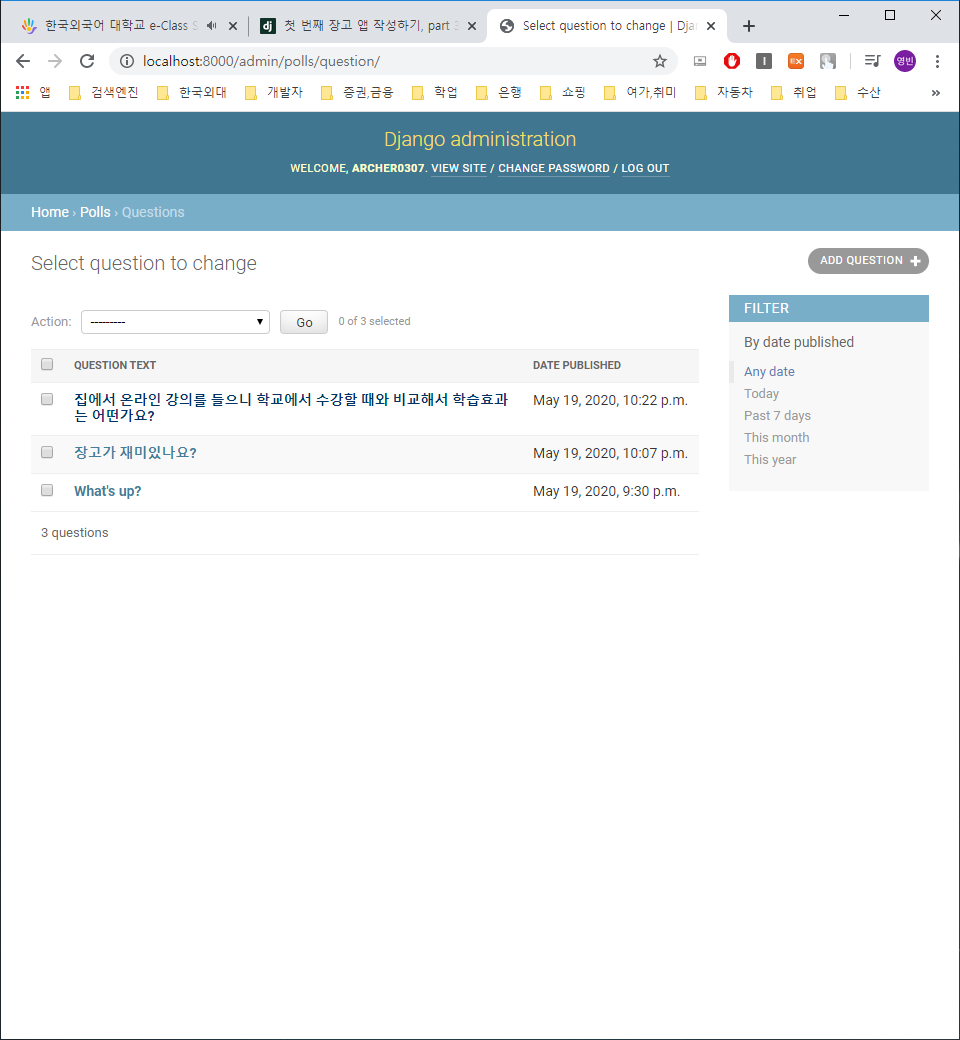 한국외국어 대학교 e-Class S
첫 번째 장고 앱 작성하기, part 3
Select question to change | Djan
localhost:8000/admin/polls/question/
영빈
앱 검색엔진 한국외대 개발자 증권,금융 학업 은행 쇼핑 여가,취미 자동차 취업 수산 »
Django administration
WELCOME, ARCHER0307. VIEW SITE / CHANGE PASSWORD / LOG OUT
Home › Polls › Questions
Select question to change
ADD QUESTION +
Action: --------- Go 0 of 3 selected
QUESTION TEXT DATE PUBLISHED
집에서 온라인 강의를 들으니 학교에서 수강할 때와 비교해서 학습효과
는 어떤가요?
May 19, 2020, 10:22 p.m.
장고가 재미있나요? May 19, 2020, 10:07 p.m.
What's up? May 19, 2020, 9:30 p.m.
3 questions
FILTER
By date published
Any date
Today
Past 7 days
This month
This year